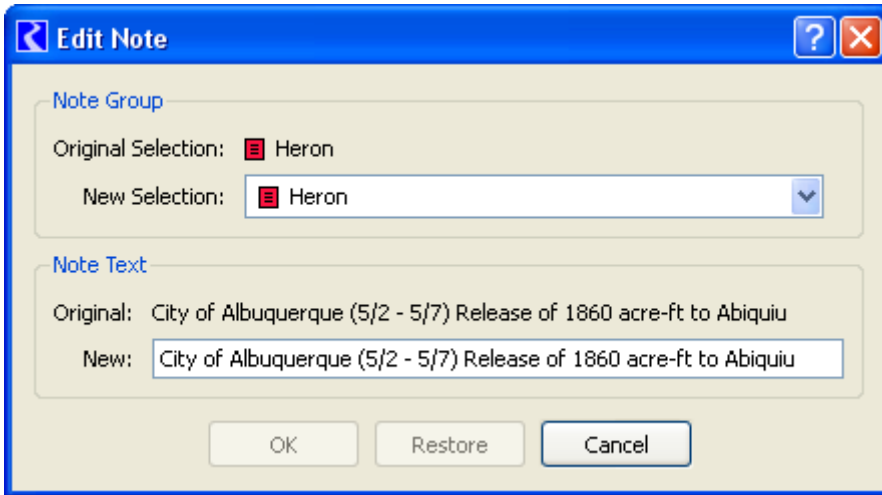 Edit Note
Note Group
Original Selection: Heron
New Selection: Heron
Note Text
Original: City of Albuquerque (5/2 - 5/7) Release of 1860 acre-ft to Abiquiu
New: City of Albuquerque (5/2 - 5/7) Release of 1860 acre-ft to Abiquiu
OK Restore Cancel